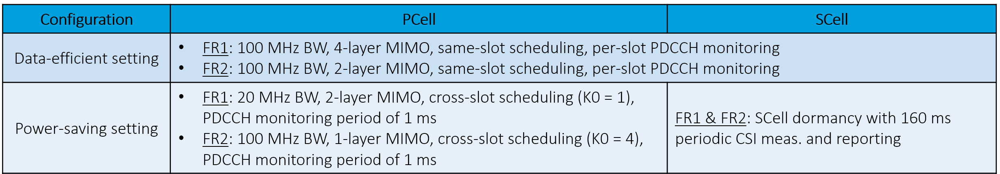 Configuration
PCell
SCell
Data-efficient setting
• FR1: 100 MHz BW, 4-layer MIMO, same-slot scheduling, per-slot PDCCH monitoring
• FR2: 100 MHz BW, 2-layer MIMO, same-slot scheduling, per-slot PDCCH monitoring
Power-saving setting
• FR1: 20 MHz BW, 2-layer MIMO, cross-slot scheduling (K0 = 1),
PDCCH monitoring period of 1 ms
• FR2: 100 MHz BW, 1-layer MIMO, cross-slot scheduling (K0 = 4),
PDCCH monitoring period of 1 ms
FR1 & FR2: SCell dormancy with 160 ms
periodic CSI meas. and reporting